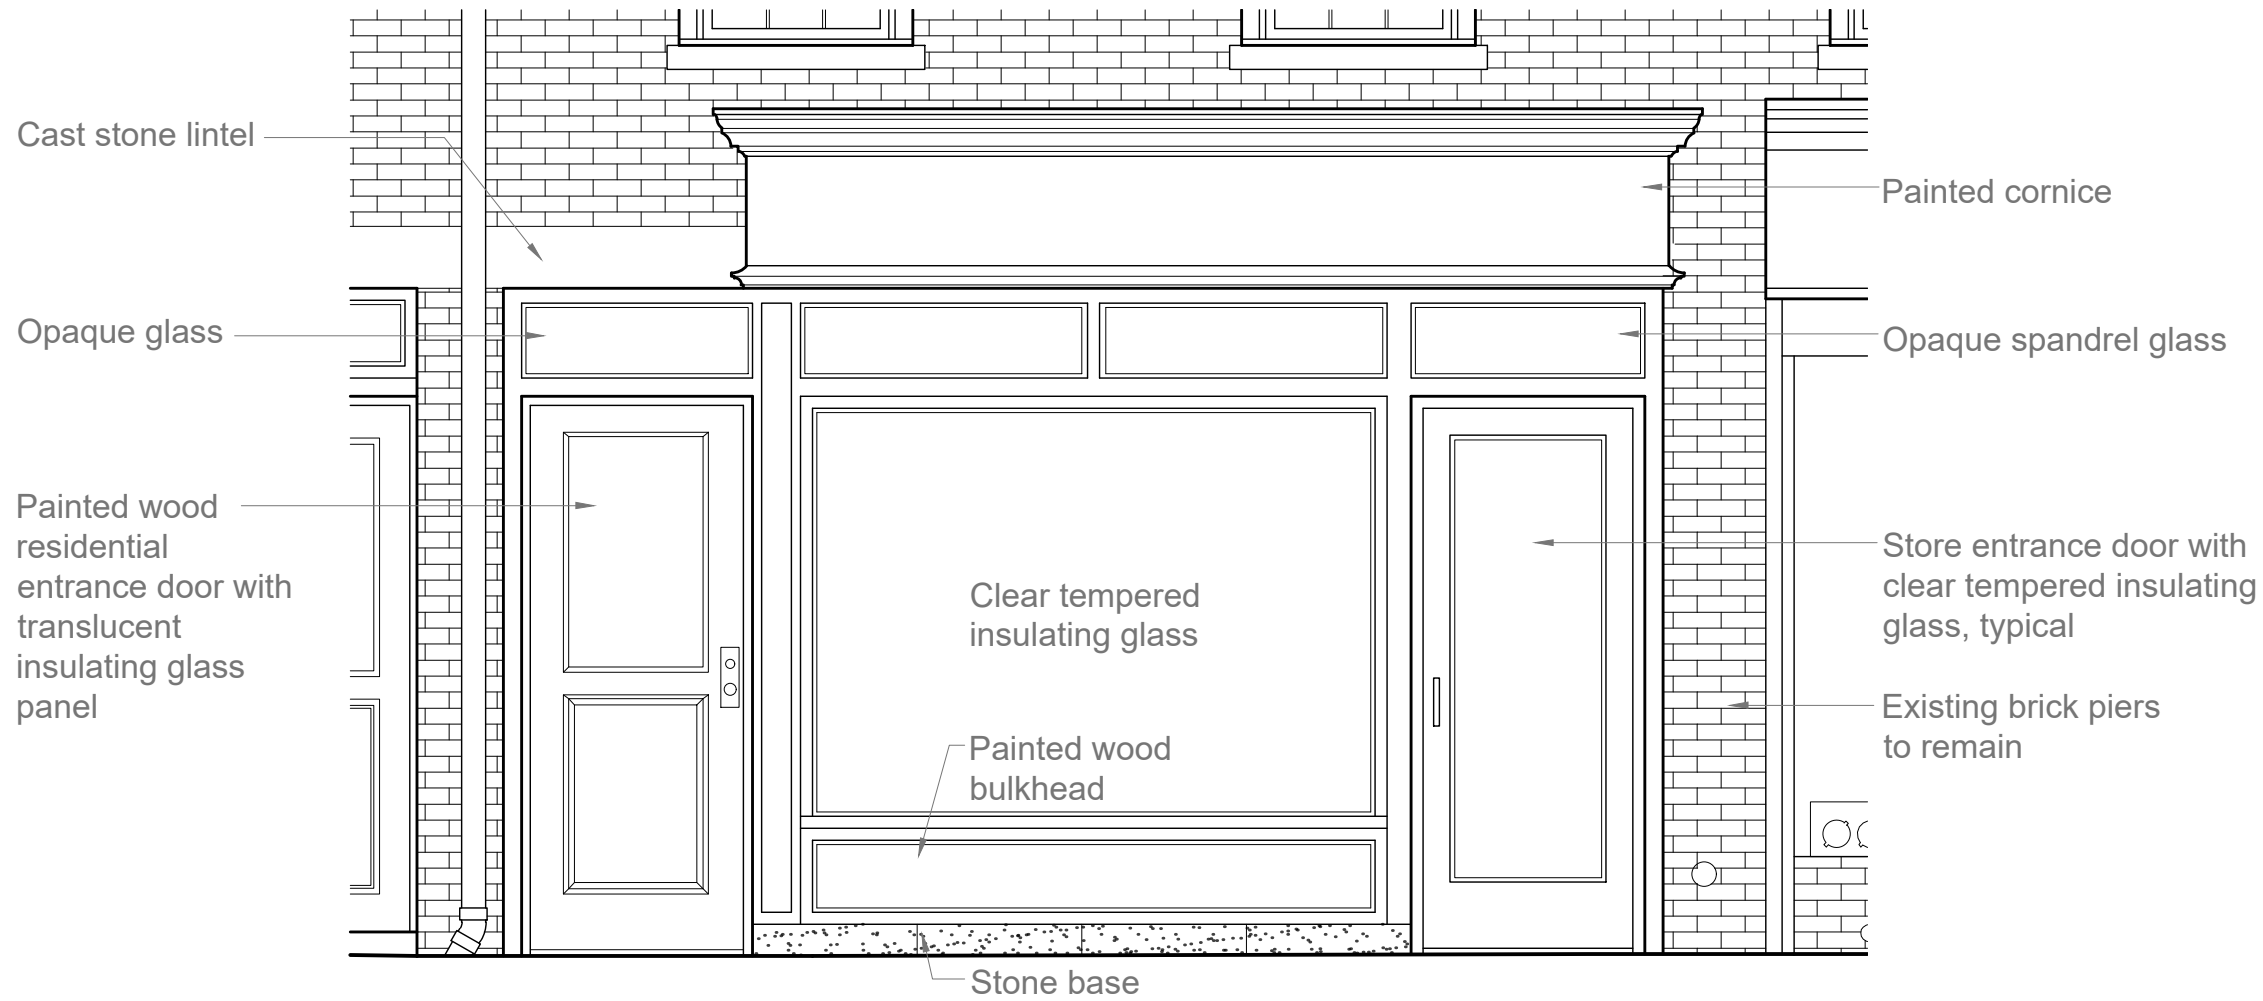 Cast stone lintel
Painted cornice
Opaque glass
Opaque spandrel glass
Painted wood
residential
entrance door with
translucent
insulating glass
panel
Clear tempered
insulating glass
Store entrance door with
clear tempered insulating
glass, typical
Painted wood
bulkhead
Existing brick piers
to remain
Stone base